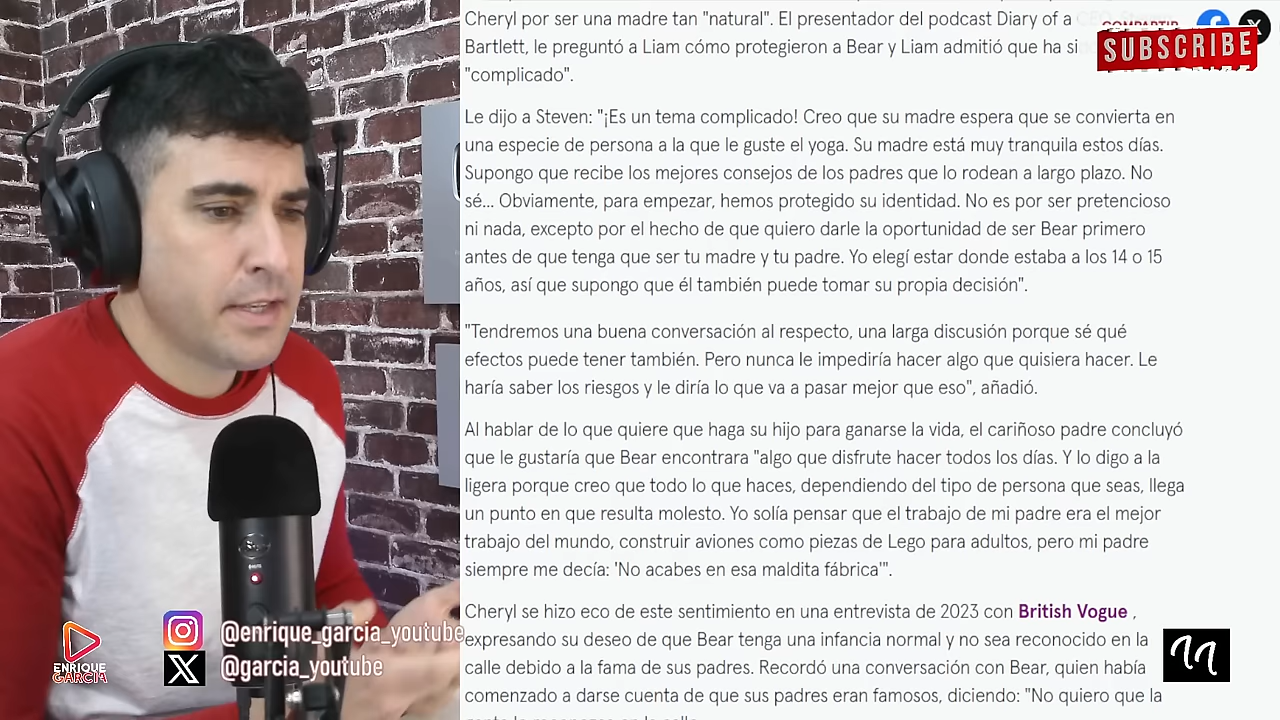 Cheryl por ser una madre tan "natural". El presentador del podcast Diary of a
Bartlett, le preguntó a Liam cómo protegieron a Bear y Liam admitió que ha
"complicado".
COMPARTIR
SUBSCRIBE
Le dijo a Steven: "¡Es un tema complicado! Creo que su madre espera que se convierta en
una especie de persona a la que le guste el yoga. Su madre está muy tranquila estos días.
Supongo que recibe los mejores consejos de los padres que lo rodean a largo plazo. No
sé... Obviamente, para empezar, hemos protegido su identidad. No es por ser pretencioso
ni nada, excepto por el hecho de que quiero darle la oportunidad de ser Bear primero
antes de que tenga que ser tu madre y tu padre. Yo elegí estar donde estaba a los 14 o 15
años, así que supongo que él también puede tomar su propia decisión".
"Tendremos una buena conversación al respecto, una larga discusión porque sé qué
efectos puede tener también. Pero nunca le impediría hacer algo que quisiera hacer. Le
haría saber los riesgos y le diría lo que va a pasar mejor que eso", añadió.
Al hablar de lo que quiere que haga su hijo para ganarse la vida, el cariñoso padre concluyó
que le gustaría que Bear encontrara "algo que disfrute hacer todos los días. Y lo digo a la
ligera porque creo que todo lo que haces, dependiendo del tipo de persona que seas, llega
un punto en que resulta molesto. Yo solía pensar que el trabajo de mi padre era el mejor
trabajo del mundo, construir aviones como piezas de Lego para adultos, pero mi padre
siempre me decía: 'No acabes en esa maldita fábrica'".
Cheryl se hizo eco de este sentimiento en una entrevista de 2023 con British Vogue ,
expresando su deseo de que Bear tenga una infancia normal y no sea reconocdo en la
calle debido a la fama de sus padres. Recordó una conversación con Bear, quien había
comenzado a darse cuenta de que sus padres eran famosos, diciendo: "No quiero que la
ENRIQUE
GARCIA
@enrique_garcia_youtube
@garcia_youtube